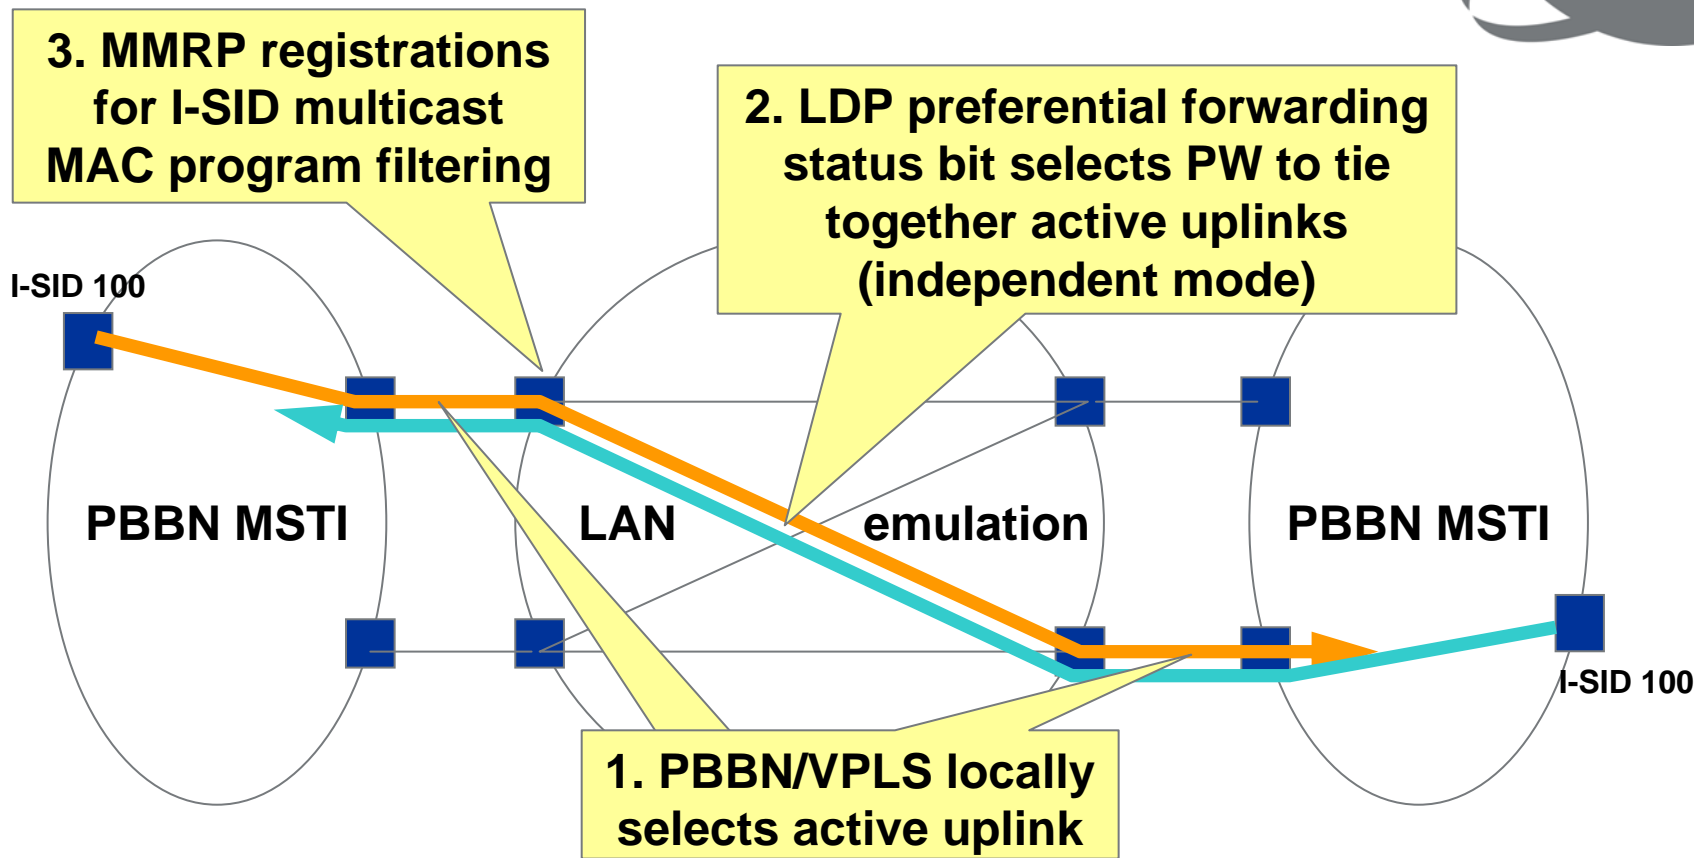 3. MMRP registrations
for I-SID multicast
MAC program filtering
2. LDP preferential forwarding
status bit selects PW to tie
together active uplinks
(independent mode)
I-SID 100
PBBN MSTI
LAN
emulation
PBBN MSTI
I-SID 100
1. PBBN/VPLS locally
selects active uplink